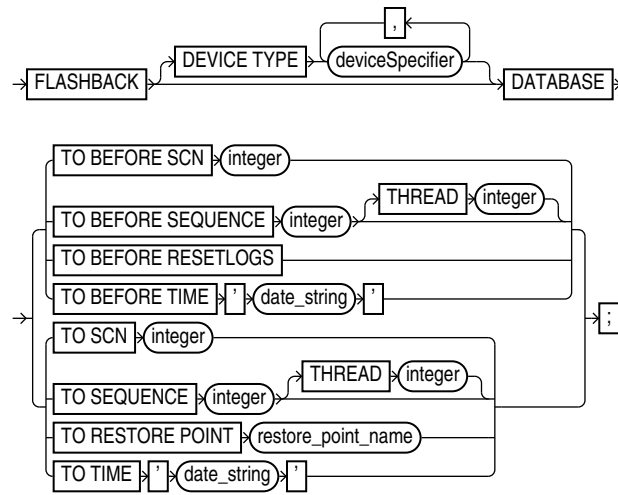 ,
DEVICE TYPE deviceSpecifier
FLASHBACK DATABASE
TO BEFORE SCN integer
THREAD integer
TO BEFORE SEQUENCE integer
TO BEFORE RESETLOGS
TO BEFORE TIME ' date_string '
;
TO SCN integer
THREAD integer
TO SEQUENCE integer
TO RESTORE POINT restore_point_name
TO TIME ' date_string '